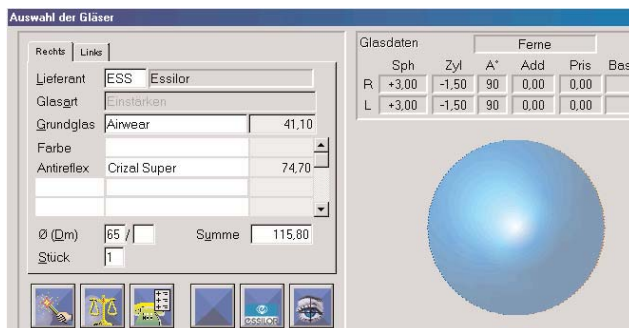 Auswahl der Gläser
Rechts Links
Lieferant ESS Essilor
Glasart Einstärken
Grundglas Airwear 41,10
Farbe
Antireflex Crizal Super 74,70
Ø (Dm) 65 / Summe 115,80
Stück 1
ESSILOR
Glasdaten Ferne
Sph Zyl A° Add Pris Bas
R +3,00 -1,50 90 0,00 0,00
L +3,00 -1,50 90 0,00 0,00